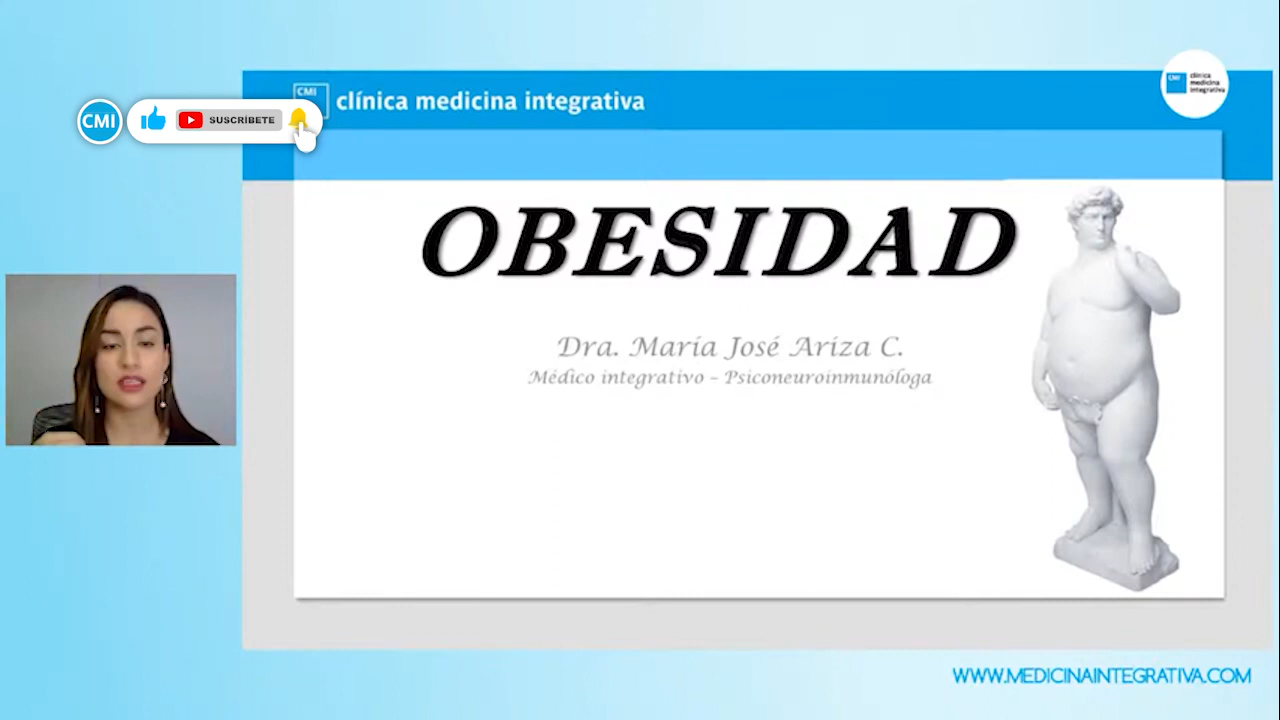 CMI
clínica medicina integrativa
CMI
clínica
medicina
integrativa
CMI
SUSCRÍBETE
OBESIDAD
Dra. María José Ariza C.
Médico integrativo - Psiconeuroinmunóloga
WWW.MEDICINAINTEGRATIVA.COM